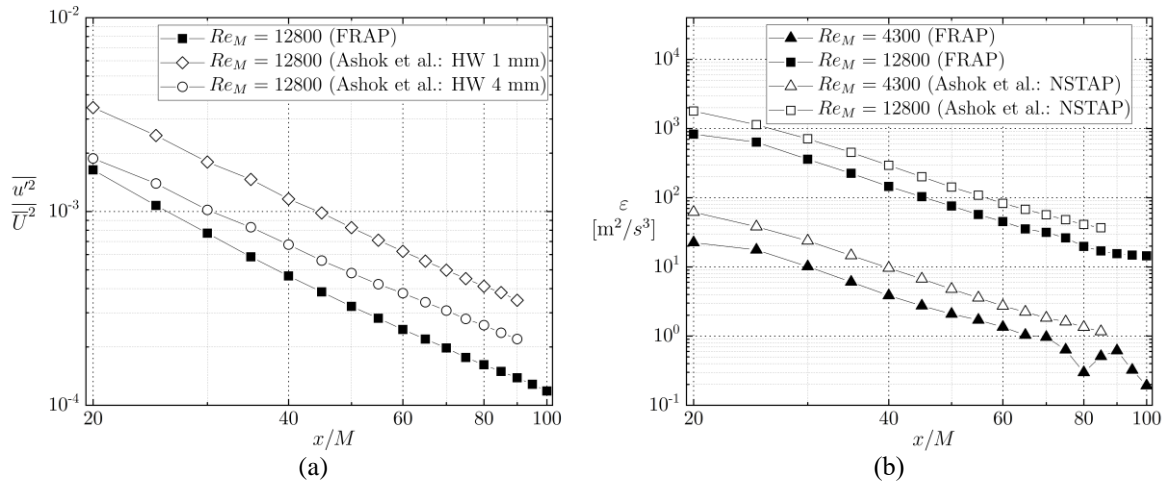 10^{-2}
Re_M = 12800 (FRAP)
Re_M = 12800 (Ashok et al.: HW 1 mm)
Re_M = 12800 (Ashok et al.: HW 4 mm)
\overline{u'^2}
\overline{U}^2
10^{-3}
10^{-4}
20 40 60 80 100
x/M
(a)
Re_M = 4300 (FRAP)
Re_M = 12800 (FRAP)
Re_M = 4300 (Ashok et al.: NSTAP)
Re_M = 12800 (Ashok et al.: NSTAP)
10^4
10^3
10^2
ε
[m^2/s^3]
10^1
10^0
10^{-1}
20 40 60 80 100
x/M
(b)